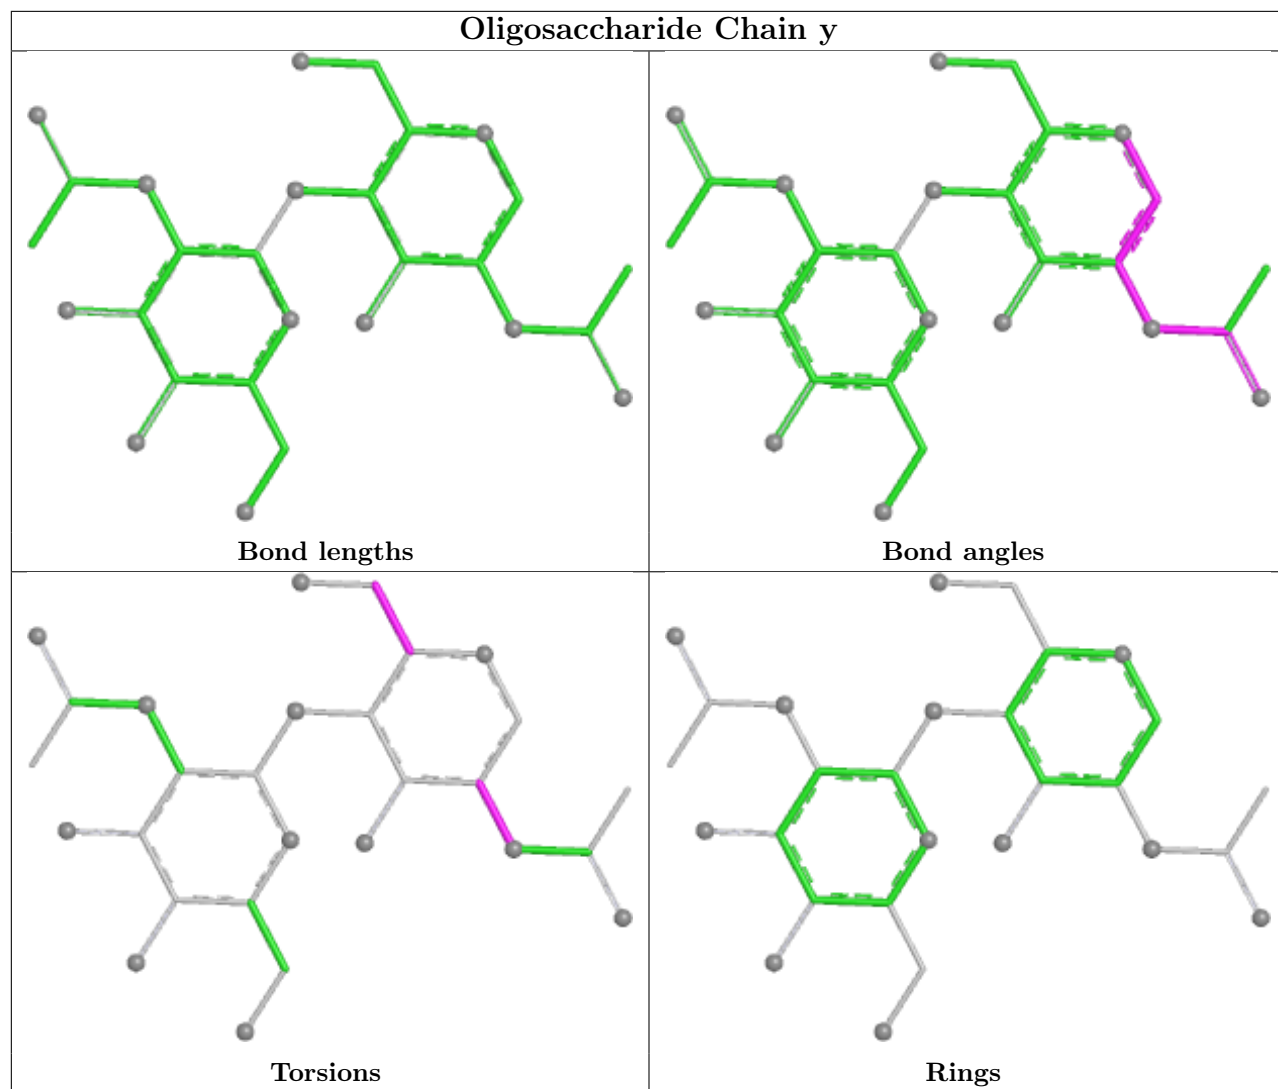 Oligosaccharide Chain y
Bond lengths
Bond angles
Torsions
Rings